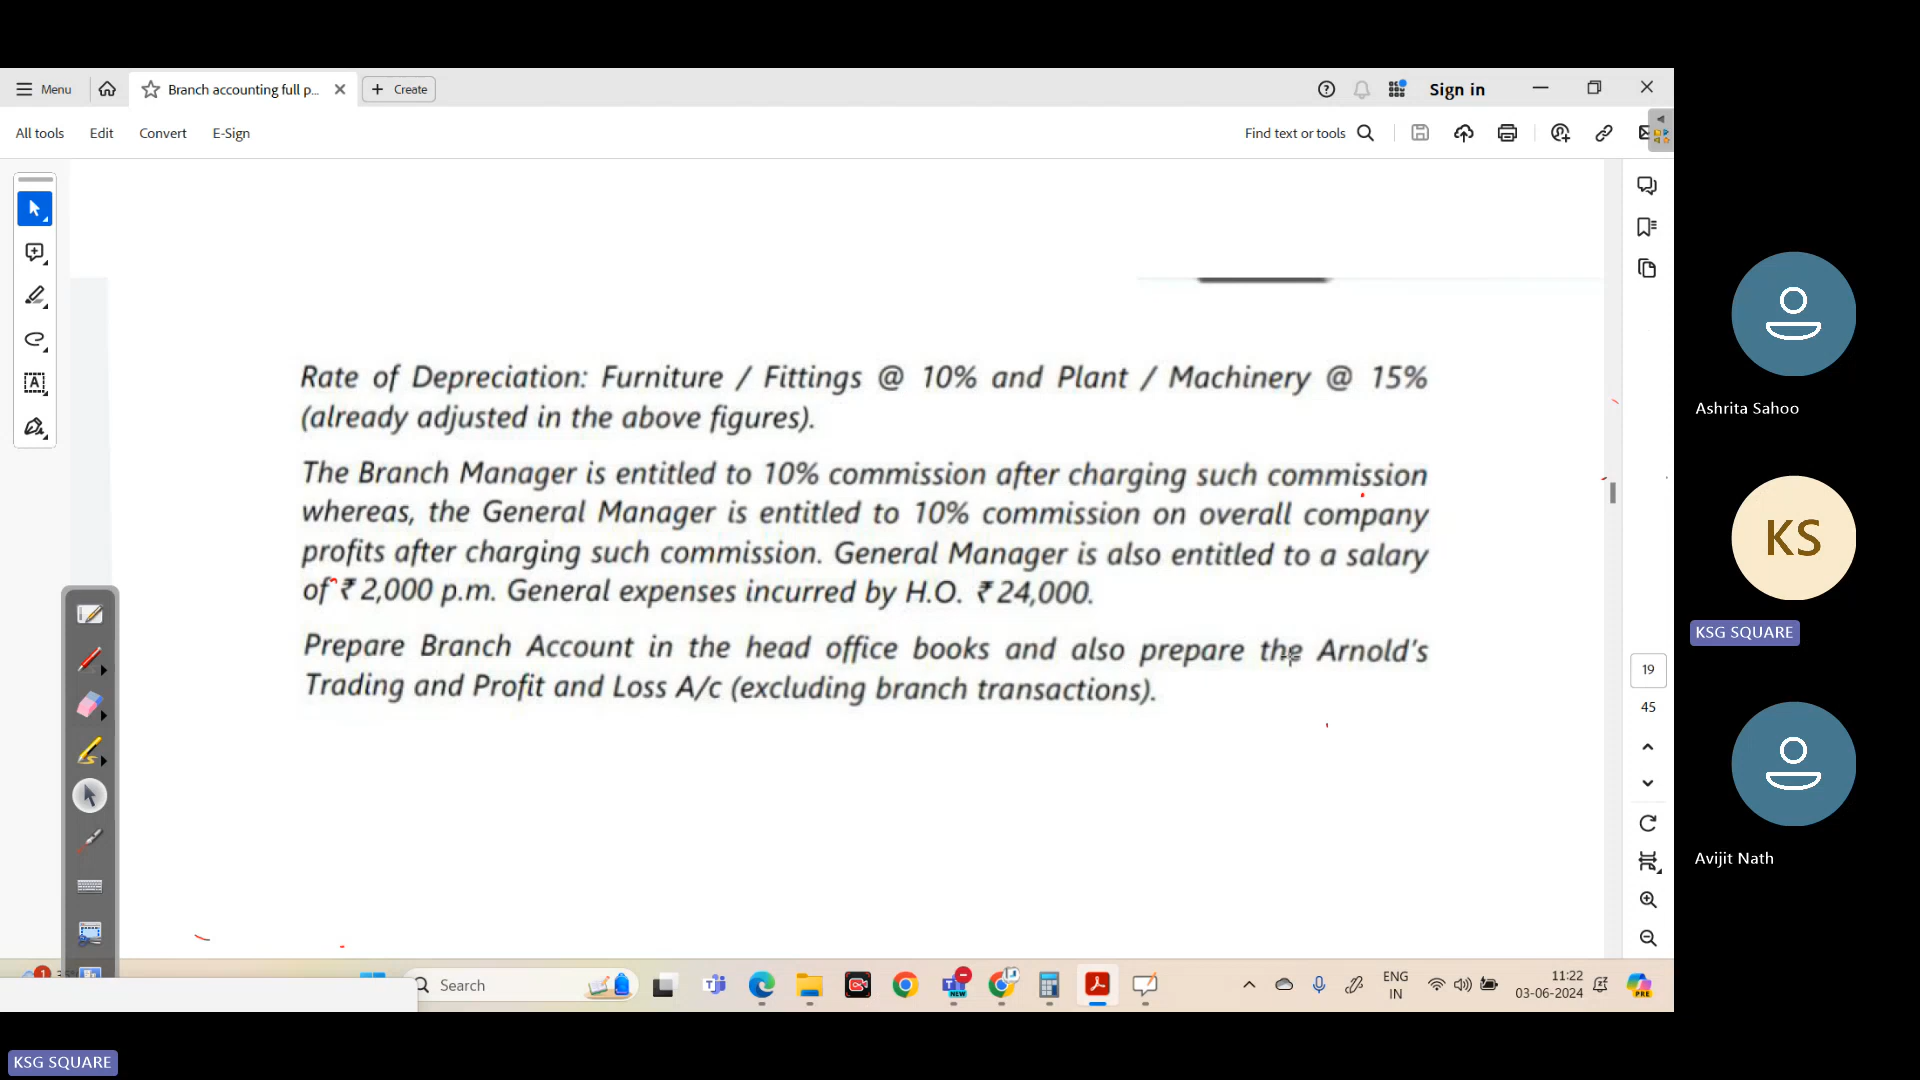 Menu
Branch accounting full p...
Create
Sign in
All tools
Edit
Convert
E-Sign
Find text or tools
Rate of Depreciation: Furniture / Fittings @ 10% and Plant / Machinery @ 15%
(already adjusted in the above figures).
The Branch Manager is entitled to 10% commission after charging such commission
whereas, the General Manager is entitled to 10% commission on overall company
profits after charging such commission. General Manager is also entitled to a salary
of ₹ 2,000 p.m. General expenses incurred by H.O. ₹ 24,000.
Prepare Branch Account in the head office books and also prepare the Arnold's
Trading and Profit and Loss A/c (excluding branch transactions).
19
45
Ashrita Sahoo
KS
KSG SQUARE
Avijit Nath
1
Search
NEW
ENG
IN
11:22
03-06-2024
PRE
KSG SQUARE